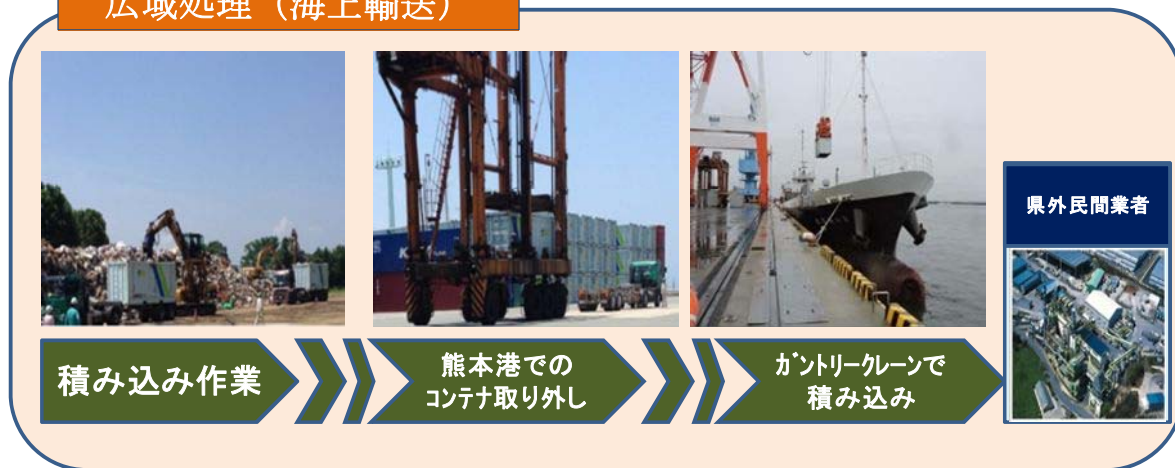 広域処理（海上輸送）
県外民間業者
積み込み作業
熊本港での
コンテナ取り外し
ガントリークレーンで
積み込み